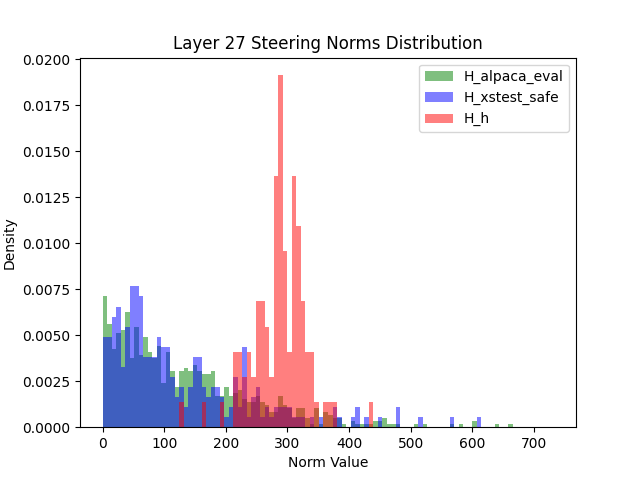 Layer 27 Steering Norms Distribution
H_alpaca_eval
H_xstest_safe
H_h
0.0200
0.0175
0.0150
0.0125
0.0100
0.0075
0.0050
0.0025
0.0000
Density
0 100 200 300 400 500 600 700
Norm Value